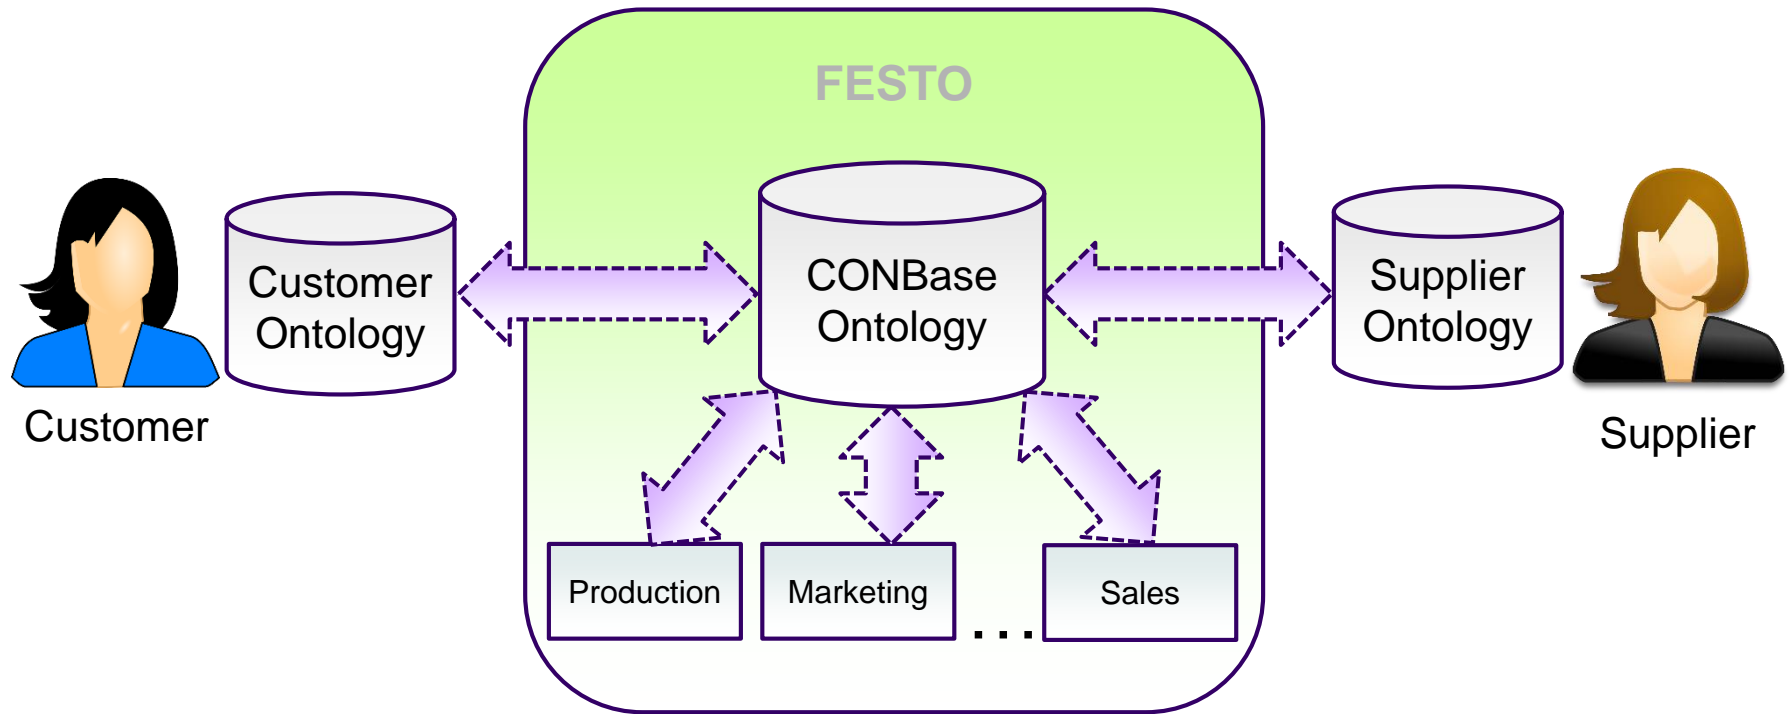 FESTO
Customer
Ontology
CONBase
Ontology
Supplier
Ontology
Customer
Supplier
Production
Marketing
...
Sales